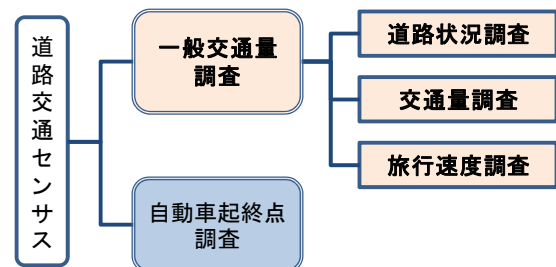 道路交通センサス
一般交通量
調査
自動車起終点
調査
道路状況調査
交通量調査
旅行速度調査